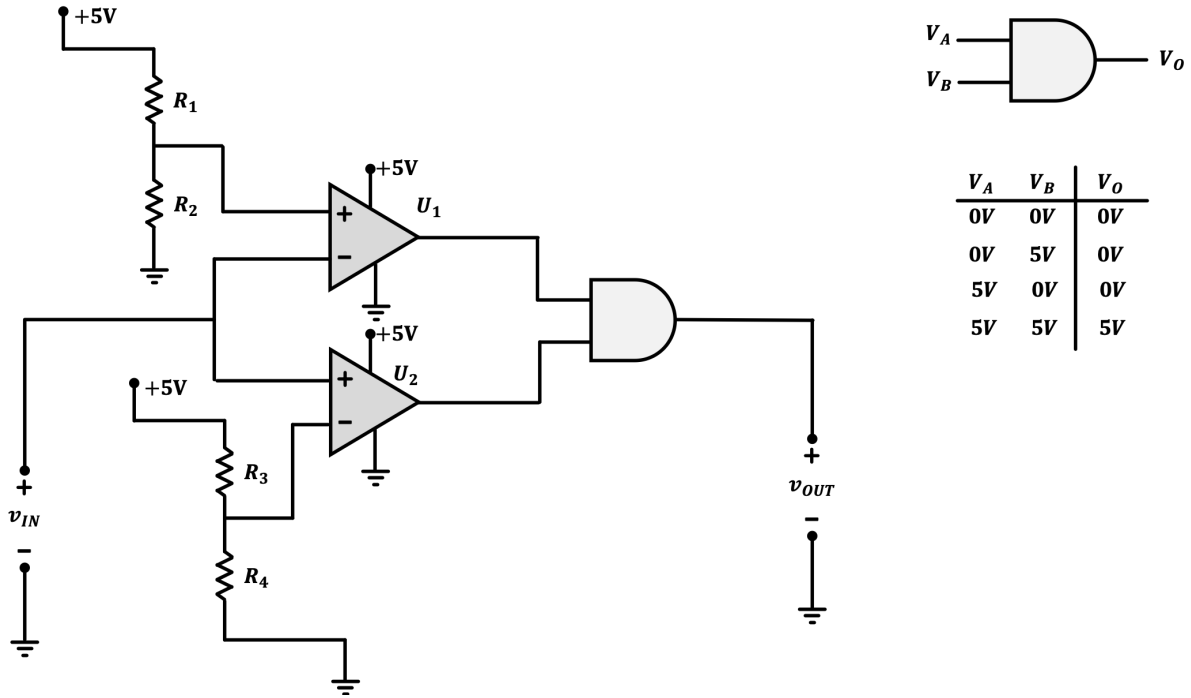 +5V
R1
R2
+5V
U1
+
−
+5V
U2
+
−
+5V
R3
R4
+
vIN
−
+
vOUT
−
VA
VB
VO
VA VB VO
0V 0V 0V
0V 5V 0V
5V 0V 0V
5V 5V 5V